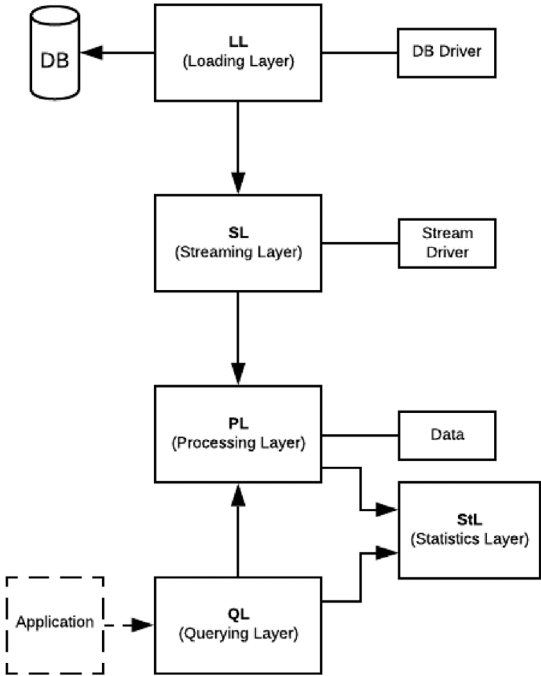 DB
LL
(Loading Layer)
DB Driver
SL
(Streaming Layer)
Stream
Driver
PL
(Processing Layer)
Data
StL
(Statistics Layer)
Application
QL
(Querying Layer)